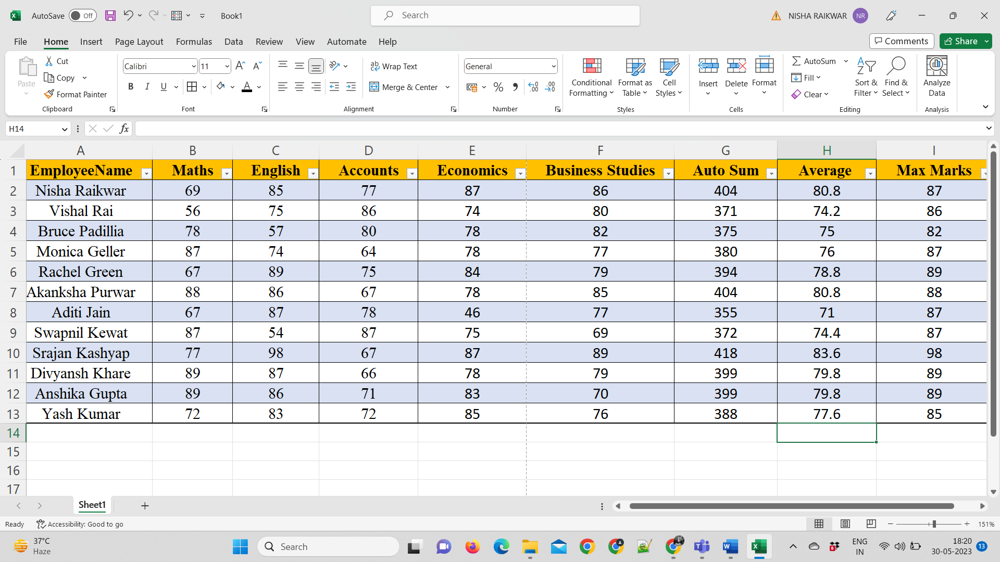 AutoSave Off Book1 Search NISHA RAIKWAR NR
File Home Insert Page Layout Formulas Data Review View Automate Help Comments Share
Paste Cut Copy Format Painter Clipboard
Calibri 11 B I U A Font
Wrap Text Merge & Center Alignment
General % Number
Conditional Formatting Format as Table Cell Styles Styles
Insert Delete Format Cells
AutoSum Fill Clear Sort & Filter Find & Select Editing
Analyze Data Analysis
H14 fx
A B C D E F G H I
1 EmployeeName Maths English Accounts Economics Business Studies Auto Sum Average Max Marks
2 Nisha Raikwar 69 85 77 87 86 404 80.8 87
3 Vishal Rai 56 75 86 74 80 371 74.2 86
4 Bruce Padillia 78 57 80 78 82 375 75 82
5 Monica Geller 87 74 64 78 77 380 76 87
6 Rachel Green 67 89 75 84 79 394 78.8 89
7 Akanksha Purwar 88 86 67 78 85 404 80.8 88
8 Aditi Jain 67 87 78 46 77 355 71 87
9 Swapnil Kewat 87 54 87 75 69 372 74.4 87
10 Srajan Kashyap 77 98 67 87 89 418 83.6 98
11 Divyansh Khare 89 87 66 78 79 399 79.8 89
12 Anshika Gupta 89 86 71 83 70 399 79.8 89
13 Yash Kumar 72 83 72 85 76 388 77.6 85
14
15
16
17
Sheet1
Ready Accessibility: Good to go 151%
37°C Haze Search ENG IN 18:20 30-05-2023 13